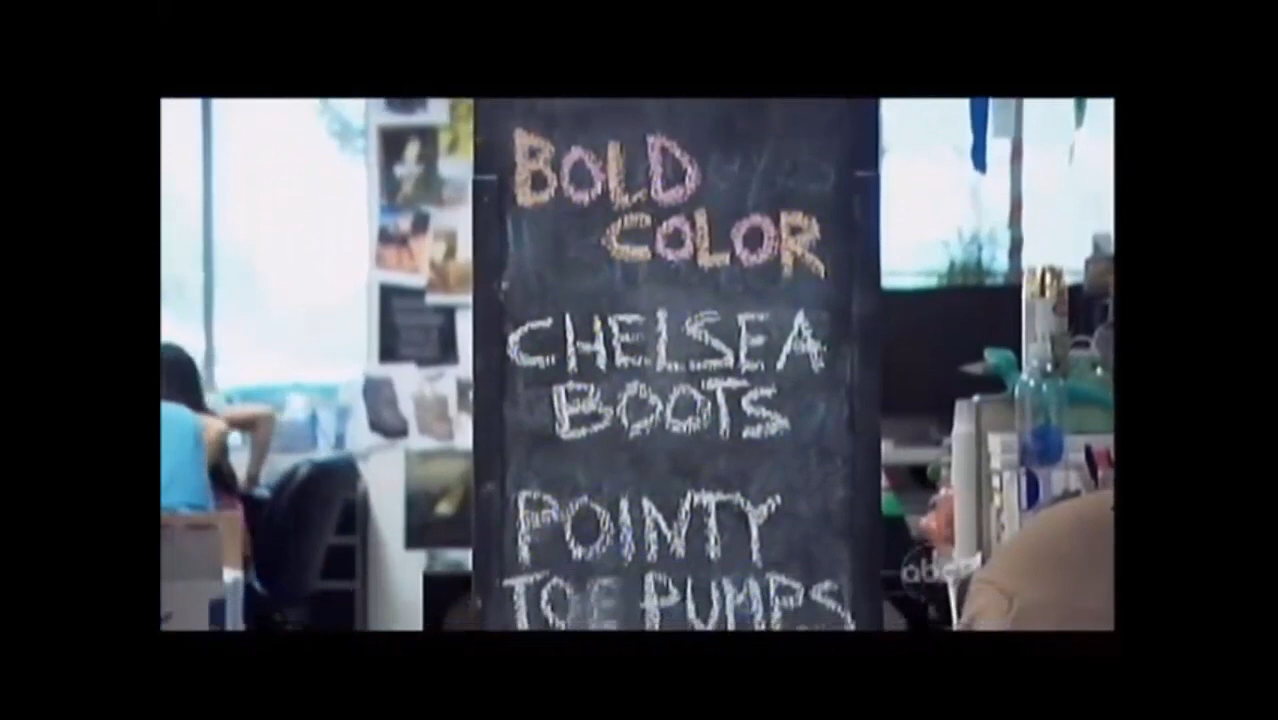 BOLD
COLOR
CHELSEA
BOOTS
POINTY
TOE PUMPS
abc